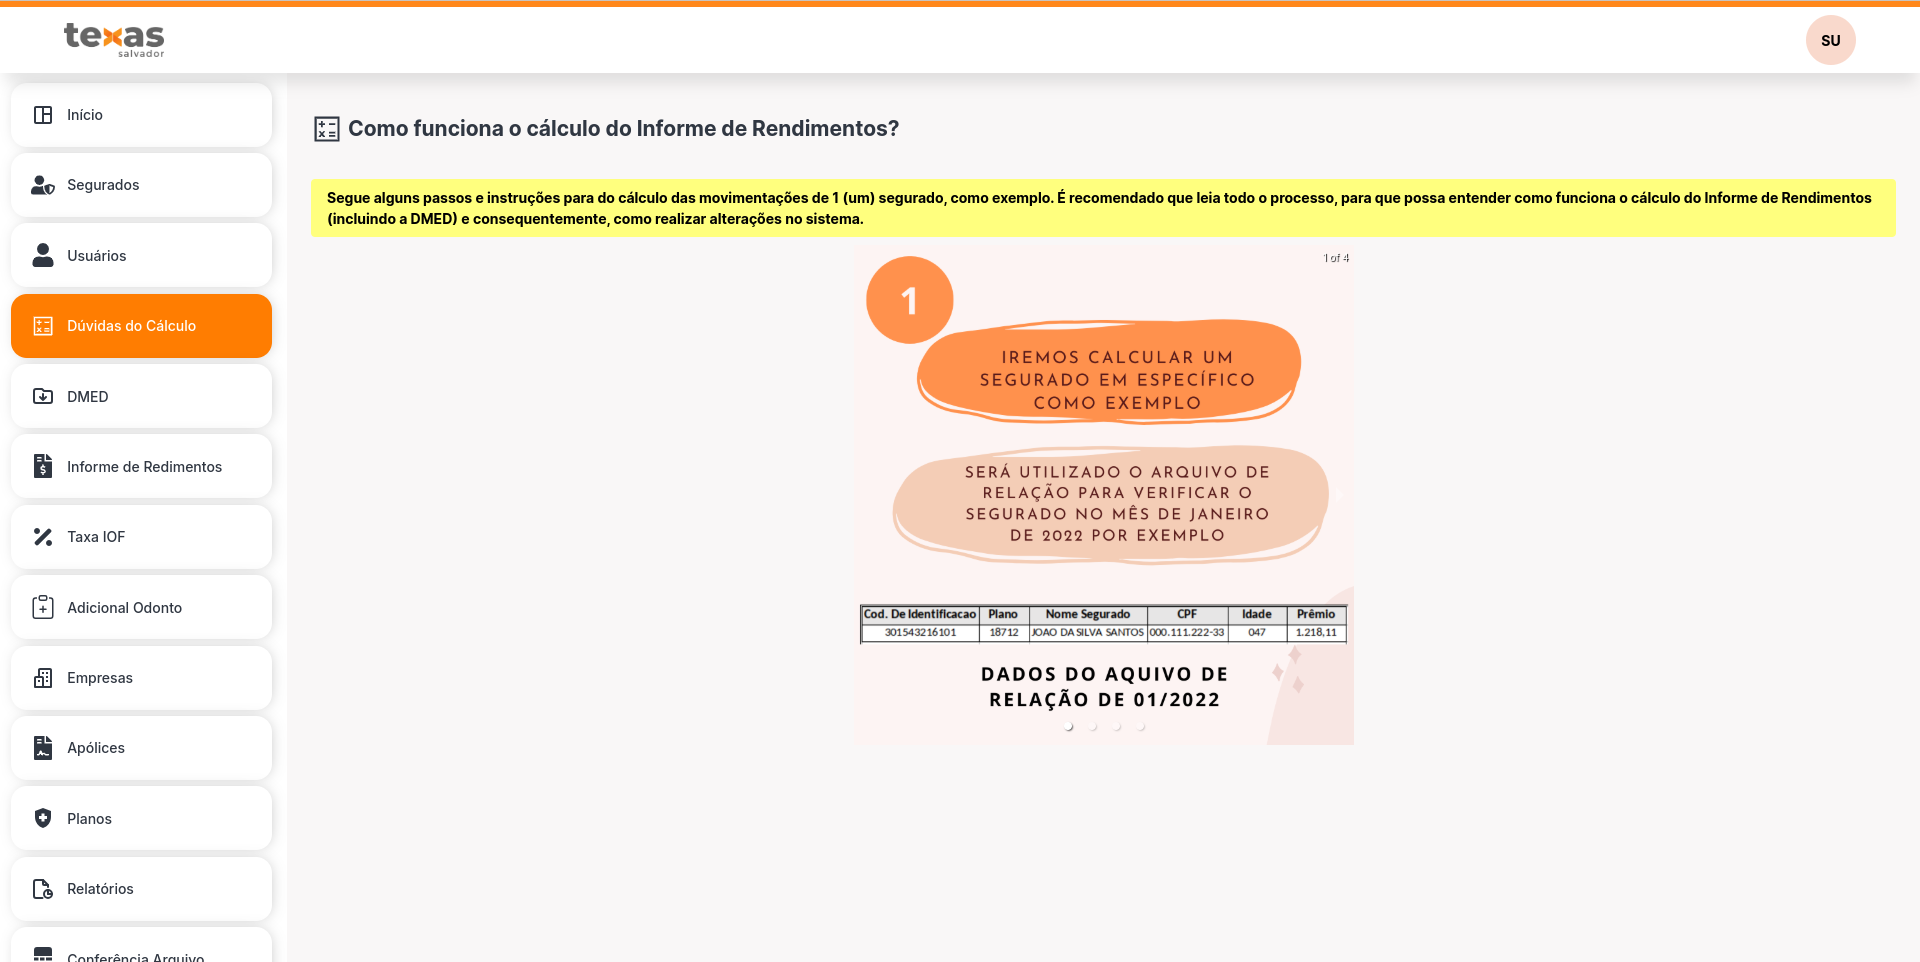 texas
salvador
SU
Início
Segurados
Usuários
Dúvidas do Cálculo
DMED
Informe de Redimentos
Taxa IOF
Adicional Odonto
Empresas
Apólices
Planos
Relatórios
Conferência Arquivo
Como funciona o cálculo do Informe de Rendimentos?
Segue alguns passos e instruções para do cálculo das movimentações de 1 (um) segurado, como exemplo. É recomendado que leia todo o processo, para que possa entender como funciona o cálculo do Informe de Rendimentos
(incluindo a DMED) e consequentemente, como realizar alterações no sistema.
1 of 4
1
IREMOS CALCULAR UM
SEGURADO EM ESPECÍFICO
COMO EXEMPLO
SERÁ UTILIZADO O ARQUIVO DE
RELAÇÃO PARA VERIFICAR O
SEGURADO NO MÊS DE JANEIRO
DE 2022 POR EXEMPLO
Cod. De Identificacao Plano Nome Segurado CPF Idade Prêmio
301543216101 18712 JOAO DA SILVA SANTOS 000.111.222-33 047 1.218,11
DADOS DO AQUIVO DE
RELAÇÃO DE 01/2022